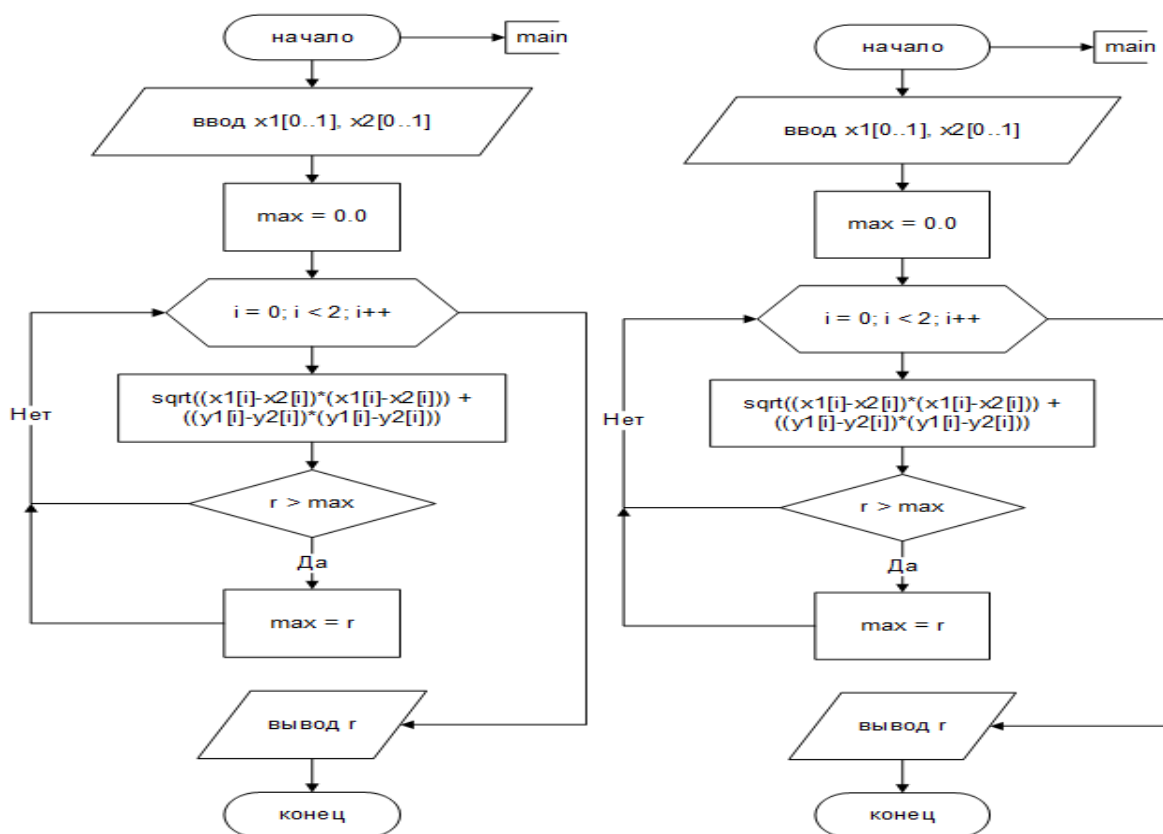 начало
main
ввод x1[0..1], x2[0..1]
max = 0.0
i = 0; i < 2; i++
sqrt((x1[i]-x2[i])*(x1[i]-x2[i])) +
((y1[i]-y2[i])*(y1[i]-y2[i]))
Нет
r > max
Да
max = r
вывод r
конец
начало
main
ввод x1[0..1], x2[0..1]
max = 0.0
i = 0; i < 2; i++
sqrt((x1[i]-x2[i])*(x1[i]-x2[i])) +
((y1[i]-y2[i])*(y1[i]-y2[i]))
Нет
r > max
Да
max = r
вывод r
конец